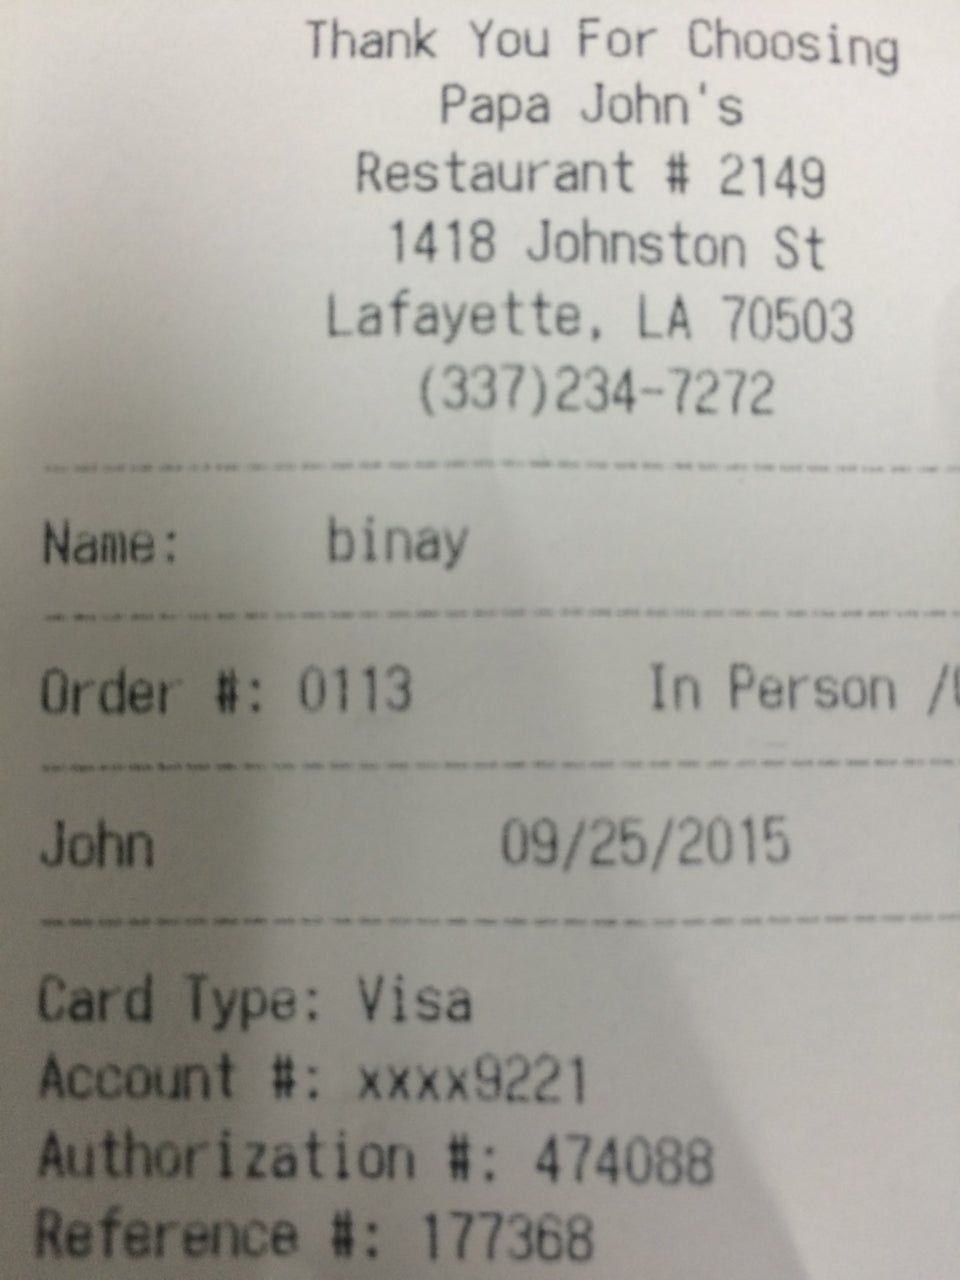 Thank You For Choosing
Papa John's
Restaurant # 2149
1418 Johnston St
Lafayette, LA 70503
(337)234-7272
Name: binay
Order #: 0113 In Person
John 09/25/2015
Card Type: Visa
Account #: xxxx9221
Authorization #: 474088
Reference #: 177368